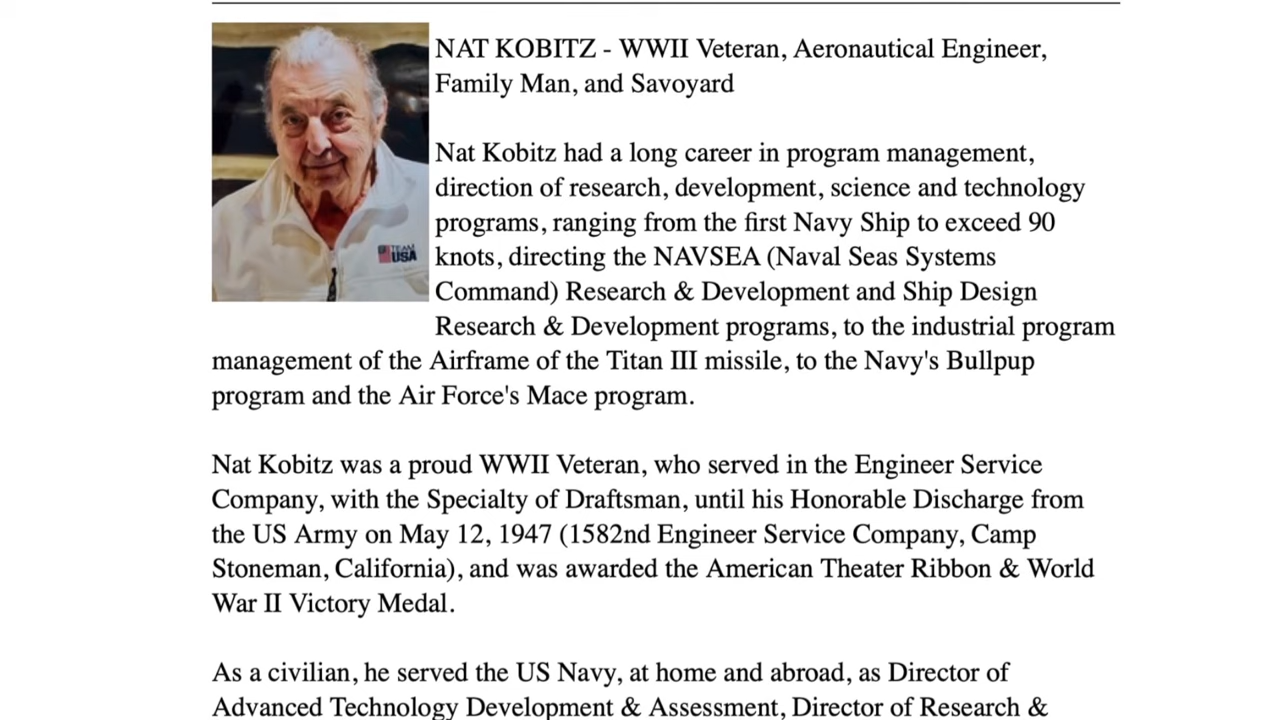 NAT KOBITZ - WWII Veteran, Aeronautical Engineer,
Family Man, and Savoyard
Nat Kobitz had a long career in program management,
direction of research, development, science and technology
programs, ranging from the first Navy Ship to exceed 90
knots, directing the NAVSEA (Naval Seas Systems
Command) Research & Development and Ship Design
Research & Development programs, to the industrial program
management of the Airframe of the Titan III missile, to the Navy's Bullpup
program and the Air Force's Mace program.
TEAM
USA
Nat Kobitz was a proud WWII Veteran, who served in the Engineer Service
Company, with the Specialty of Draftsman, until his Honorable Discharge from
the US Army on May 12, 1947 (1582nd Engineer Service Company, Camp
Stoneman, California), and was awarded the American Theater Ribbon & World
War II Victory Medal.
As a civilian, he served the US Navy, at home and abroad, as Director of
Advanced Technology Development & Assessment, Director of Research &